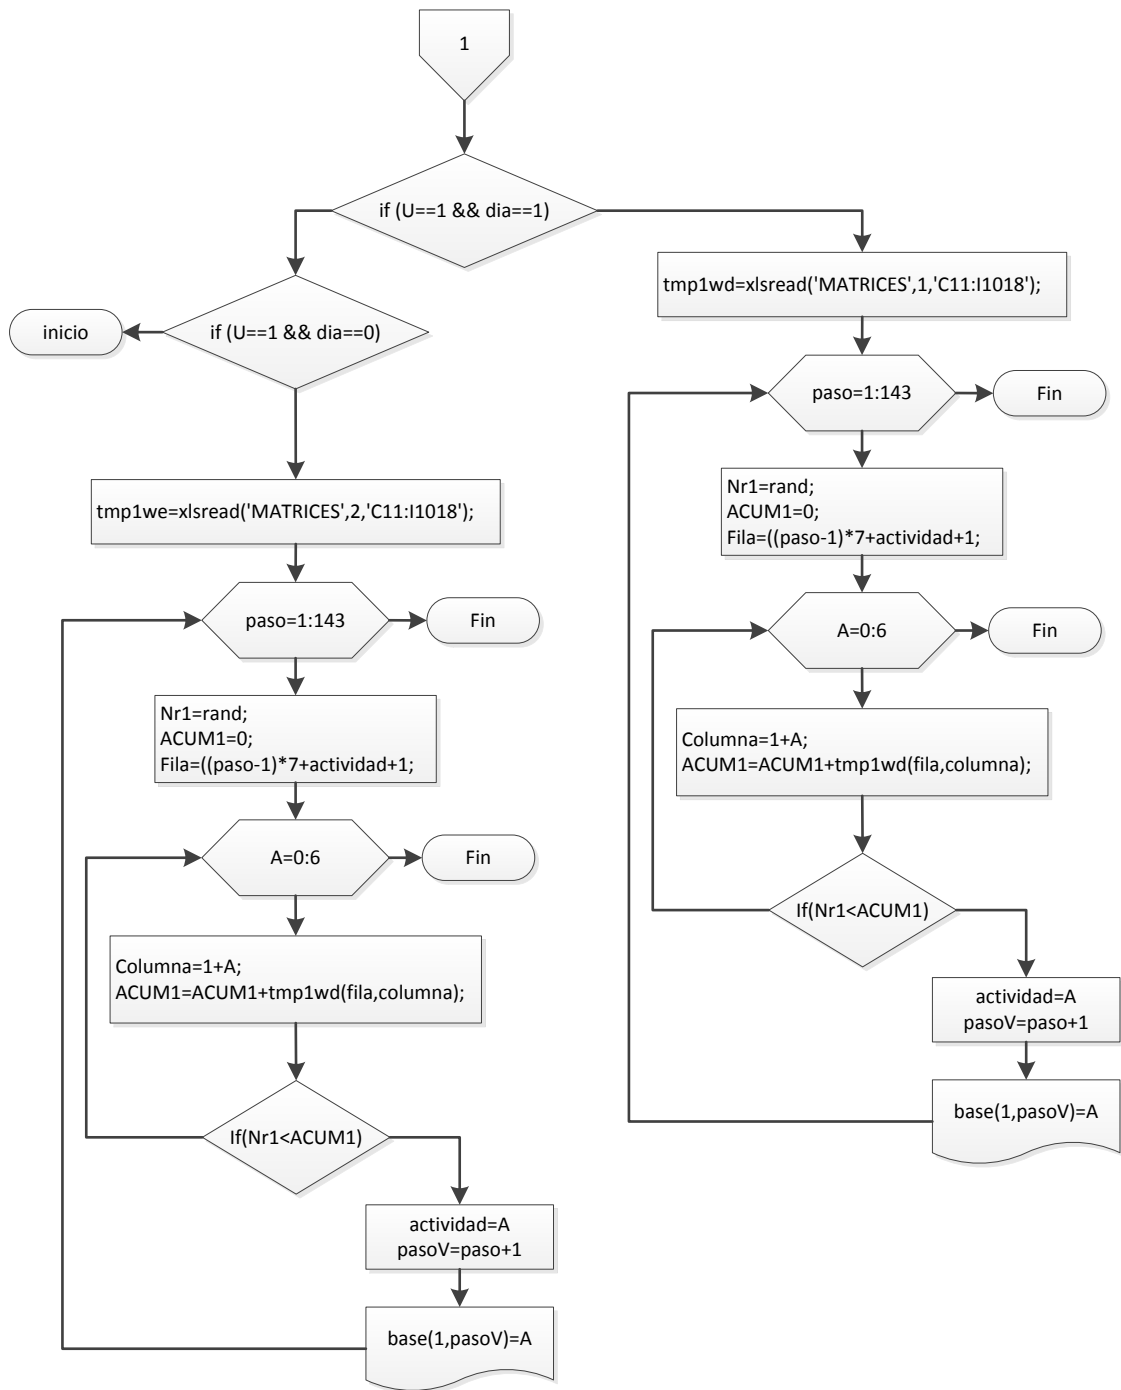 1
if (U==1 && dia==1)
tmp1wd=xlsread('MATRICES',1,'C11:I1018');
inicio
if (U==1 && dia==0)
paso=1:143
Fin
tmp1we=xlsread('MATRICES',2,'C11:I1018');
Nr1=rand;
ACUM1=0;
Fila=((paso-1)*7+actividad+1;
paso=1:143
Fin
A=0:6
Fin
Nr1=rand;
ACUM1=0;
Fila=((paso-1)*7+actividad+1;
Columna=1+A;
ACUM1=ACUM1+tmp1wd(fila,columna);
A=0:6
Fin
If(Nr1<ACUM1)
Columna=1+A;
ACUM1=ACUM1+tmp1wd(fila,columna);
actividad=A
pasoV=paso+1
base(1,pasoV)=A
If(Nr1<ACUM1)
actividad=A
pasoV=paso+1
base(1,pasoV)=A